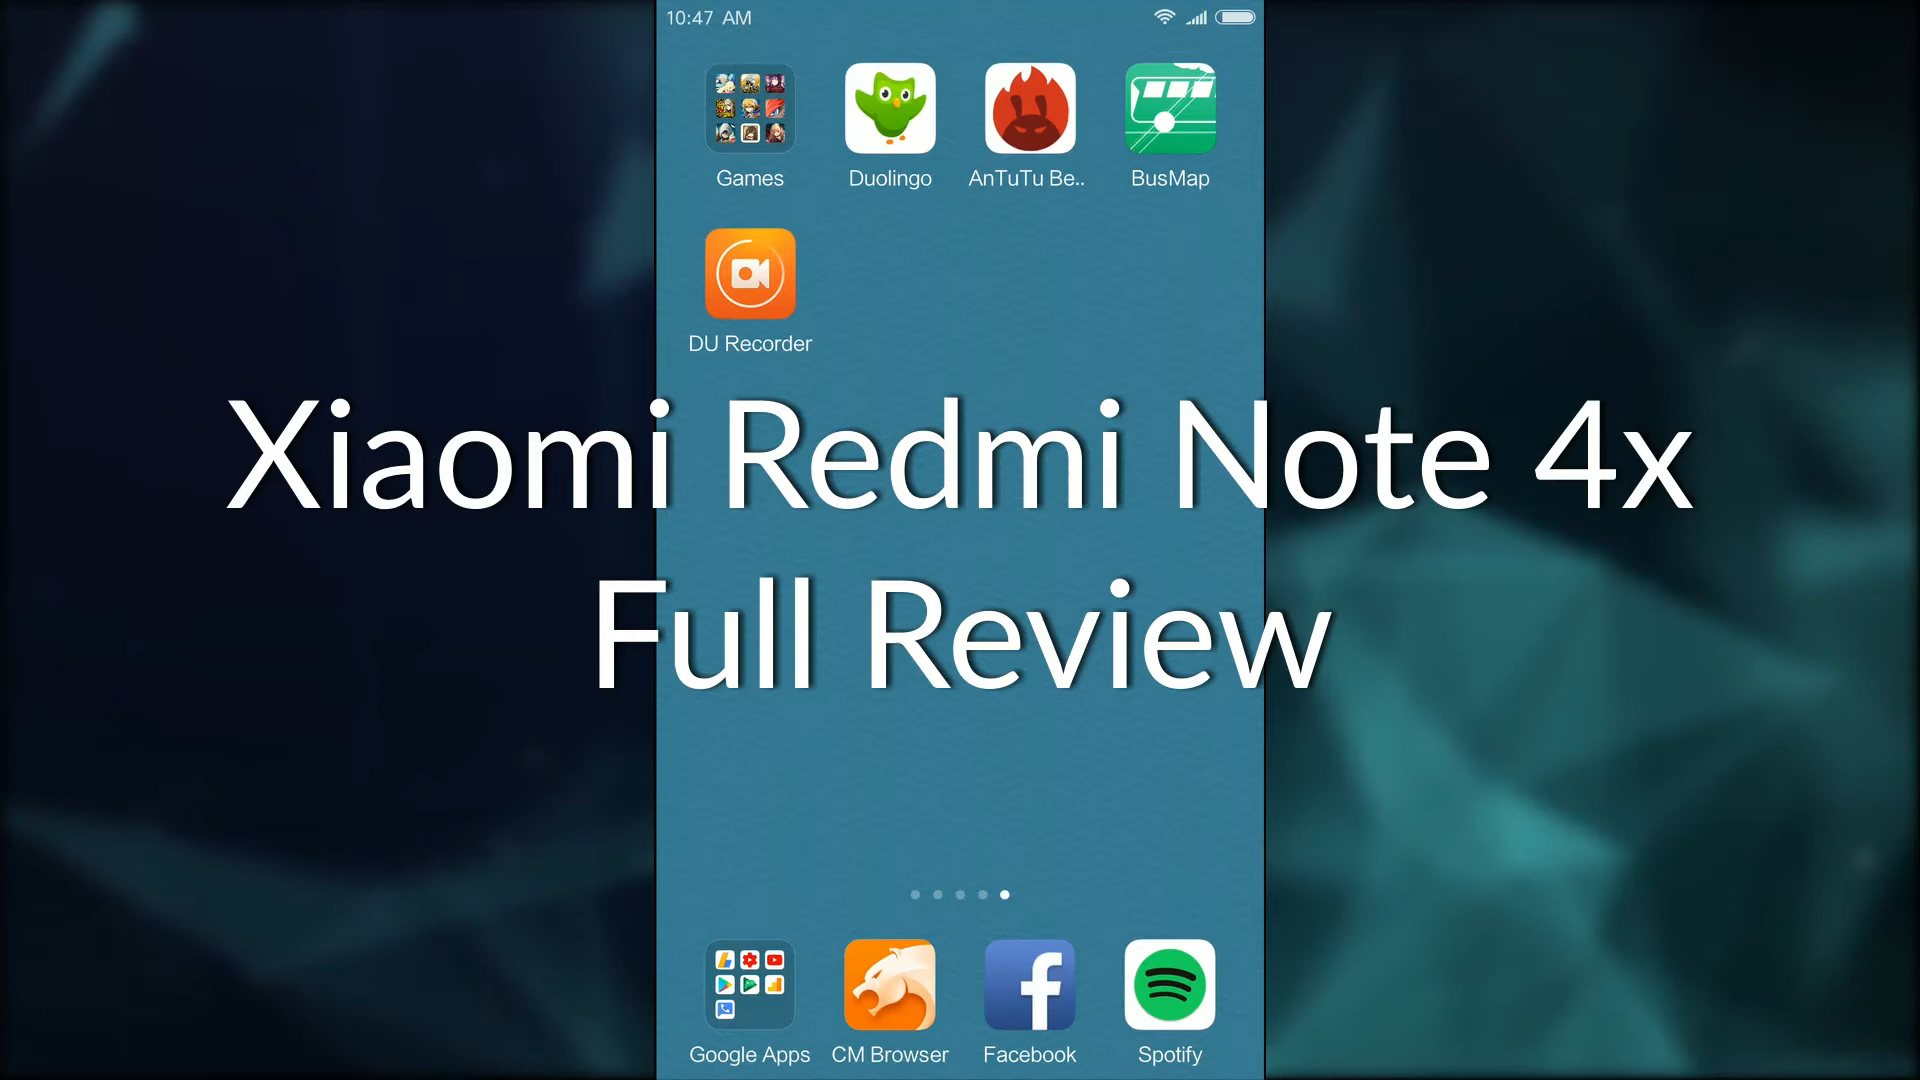 10:47 AM
Games Duolingo AnTuTu Be.. BusMap
DU Recorder
Xiaomi Redmi Note 4x
Full Review
Google Apps CM Browser Facebook Spotify